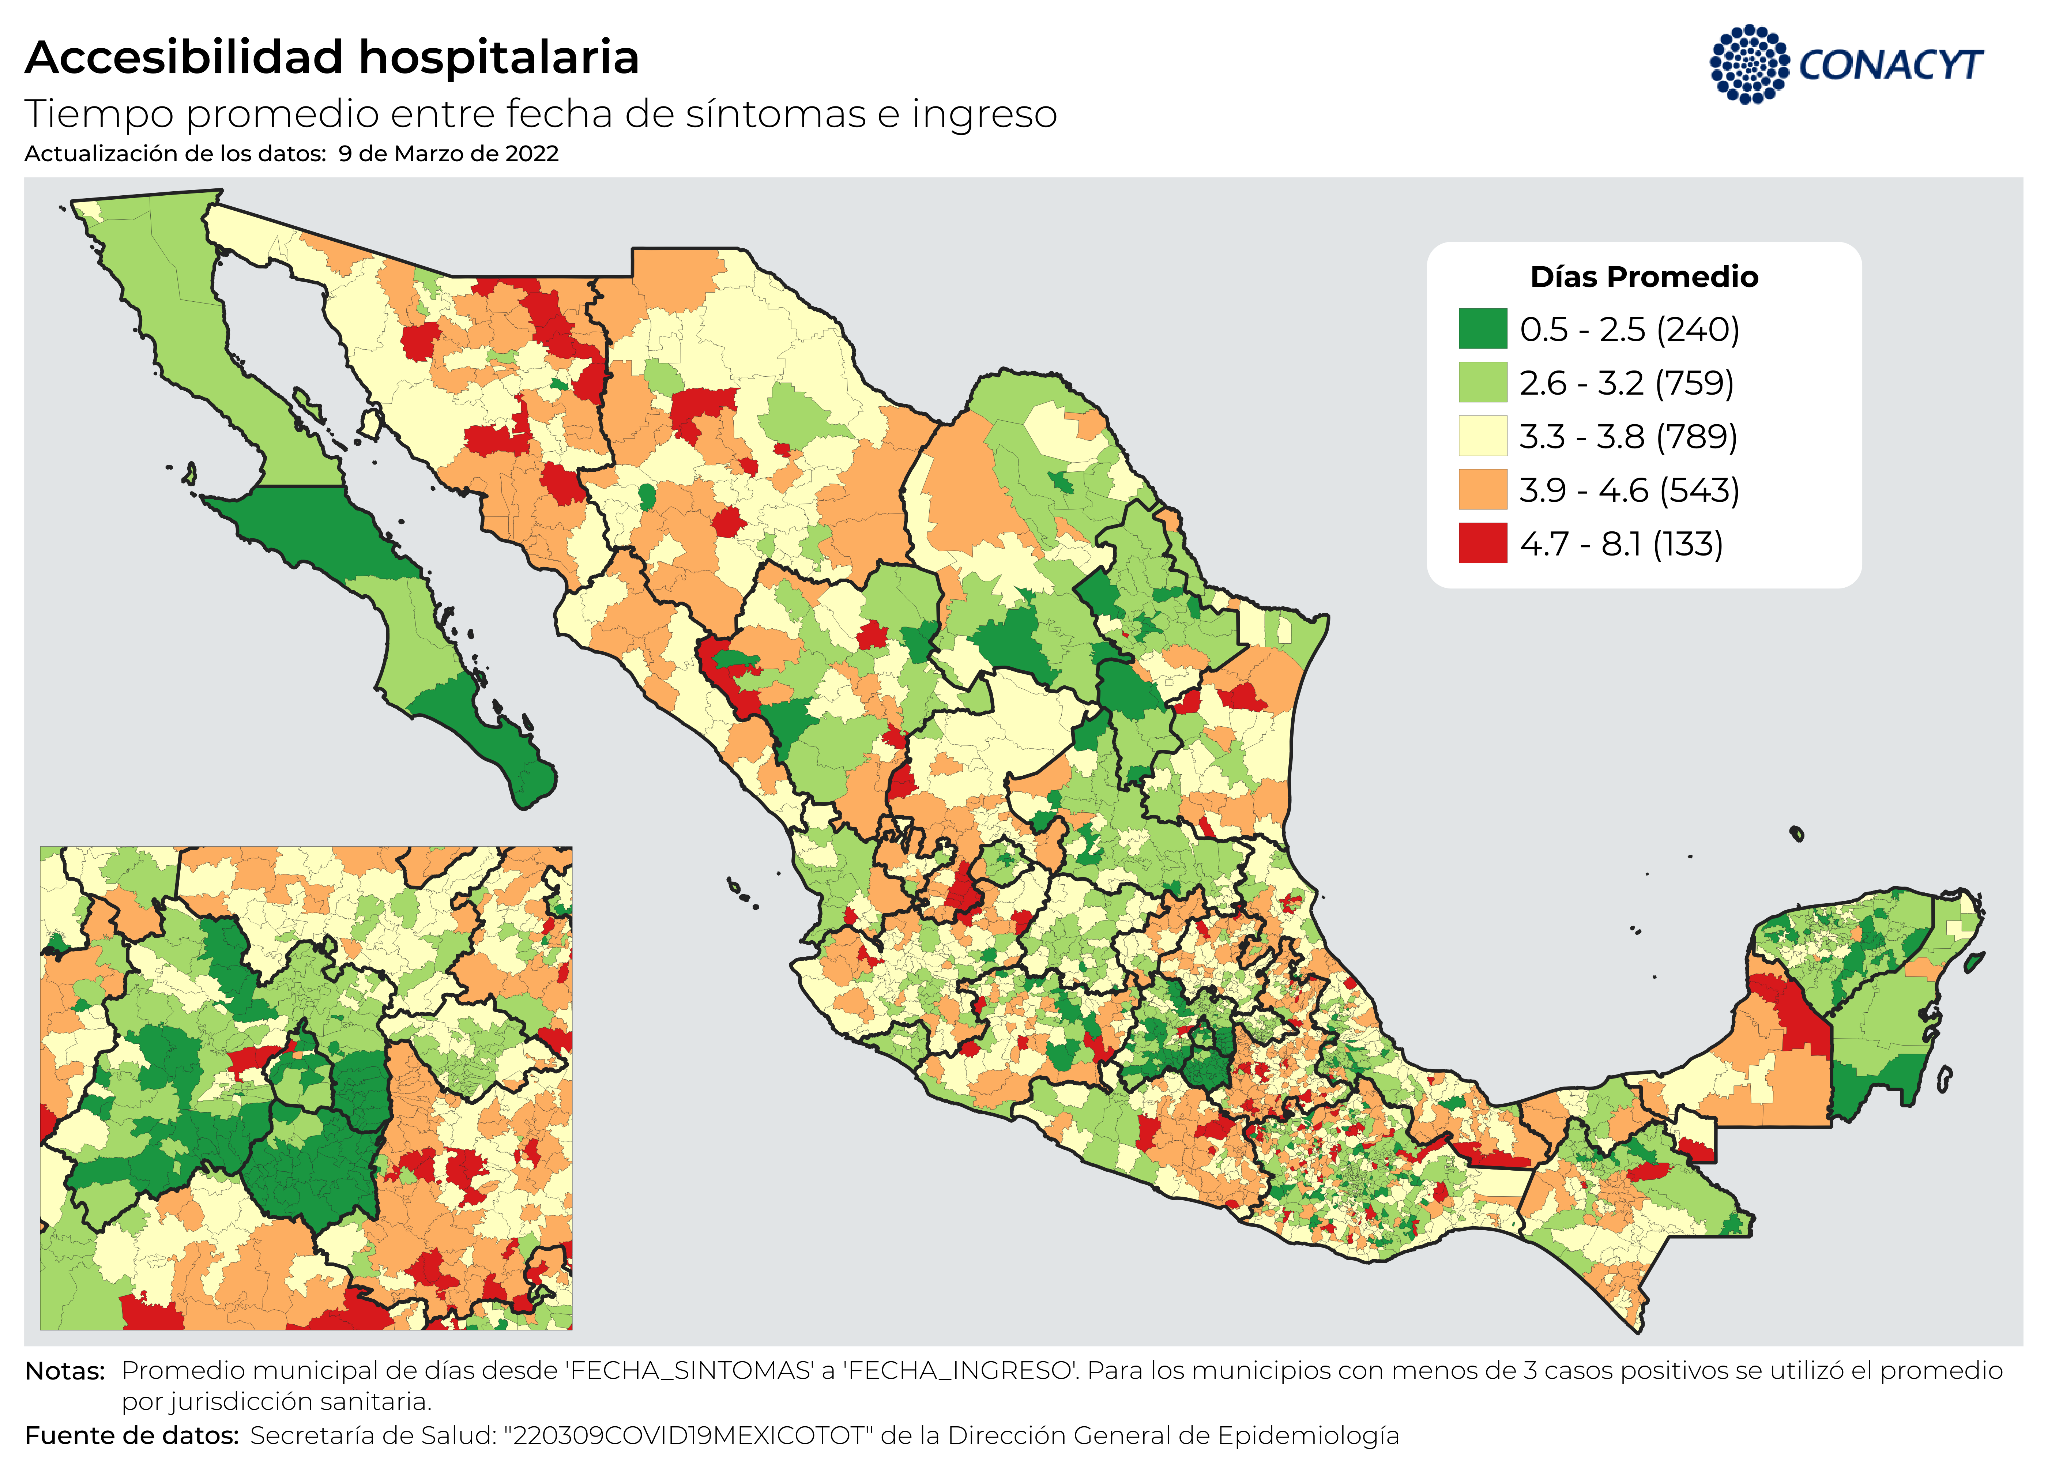 Accesibilidad hospitalaria
Tiempo promedio entre fecha de síntomas e ingreso
Actualización de los datos: 9 de Marzo de 2022
CONACYT
Días Promedio
0.5 - 2.5 (240)
2.6 - 3.2 (759)
3.3 - 3.8 (789)
3.9 - 4.6 (543)
4.7 - 8.1 (133)
Notas: Promedio municipal de días desde 'FECHA_SINTOMAS' a 'FECHA_INGRESO'. Para los municipios con menos de 3 casos positivos se utilizó el promedio
por jurisdicción sanitaria.
Fuente de datos: Secretaría de Salud: "220309COVID19MEXICOTOT" de la Dirección General de Epidemiología